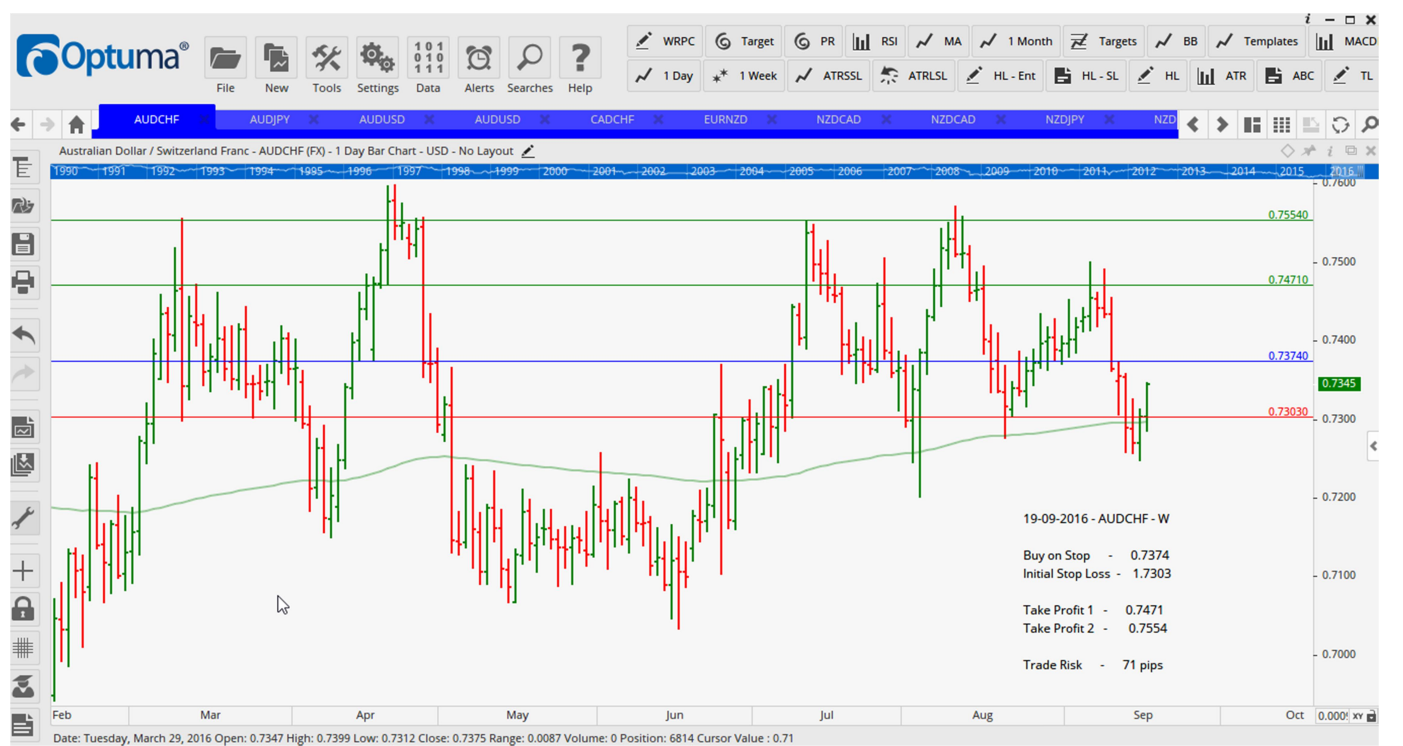 i
Optuma®
File New Tools Settings Data Alerts Searches Help
101
010
111
WRPC Target PR RSI MA 1 Month Targets BB Templates MACD
1 Day 1 Week ATRSSL ATRLSL HL - Ent HL - SL HL ATR ABC TL
AUDCHF AUDJPY AUDUSD AUDUSD CADCHF EURNZD NZDCAD NZDCAD NZDJPY NZD
Australian Dollar / Switzerland Franc - AUDCHF (FX) - 1 Day Bar Chart - USD - No Layout
1990 1991 1992 1993 1994 1995 1996 1997 1998 1999 2000 2001 2002 2003 2004 2005 2006 2007 2008 2009 2010 2011 2012 2013 2014 2015 2016
0.7600
0.75540
0.7500
0.74710
0.7400
0.73740
0.7345
0.73030
0.7300
0.7200
19-09-2016 - AUDCHF - W
Buy on Stop - 0.7374
Initial Stop Loss - 1.7303
0.7100
Take Profit 1 - 0.7471
Take Profit 2 - 0.7554
0.7000
Trade Risk - 71 pips
Feb Mar Apr May Jun Jul Aug Sep Oct XY
Date: Tuesday, March 29, 2016 Open: 0.7347 High: 0.7399 Low: 0.7312 Close: 0.7375 Range: 0.0087 Volume: 0 Position: 6814 Cursor Value : 0.71